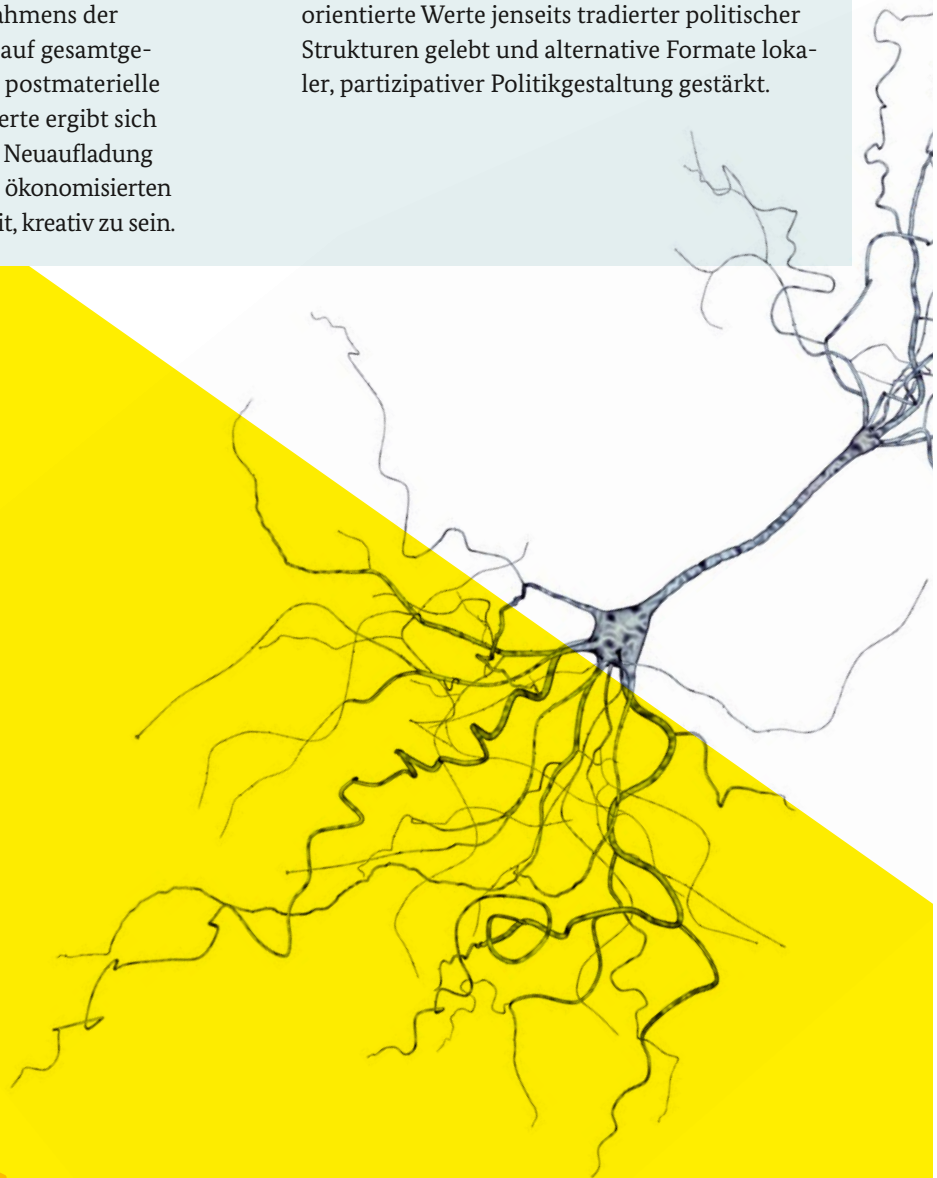 ahmens der
auf gesamtge-
postmaterielle
erte ergibt sich
Neuaufladung
ökonomisierten
it, kreativ zu sein.
orientierte Werte jenseits tradierter politischer
Strukturen gelebt und alternative Formate loka-
ler, partizipativer Politikgestaltung gestärkt.